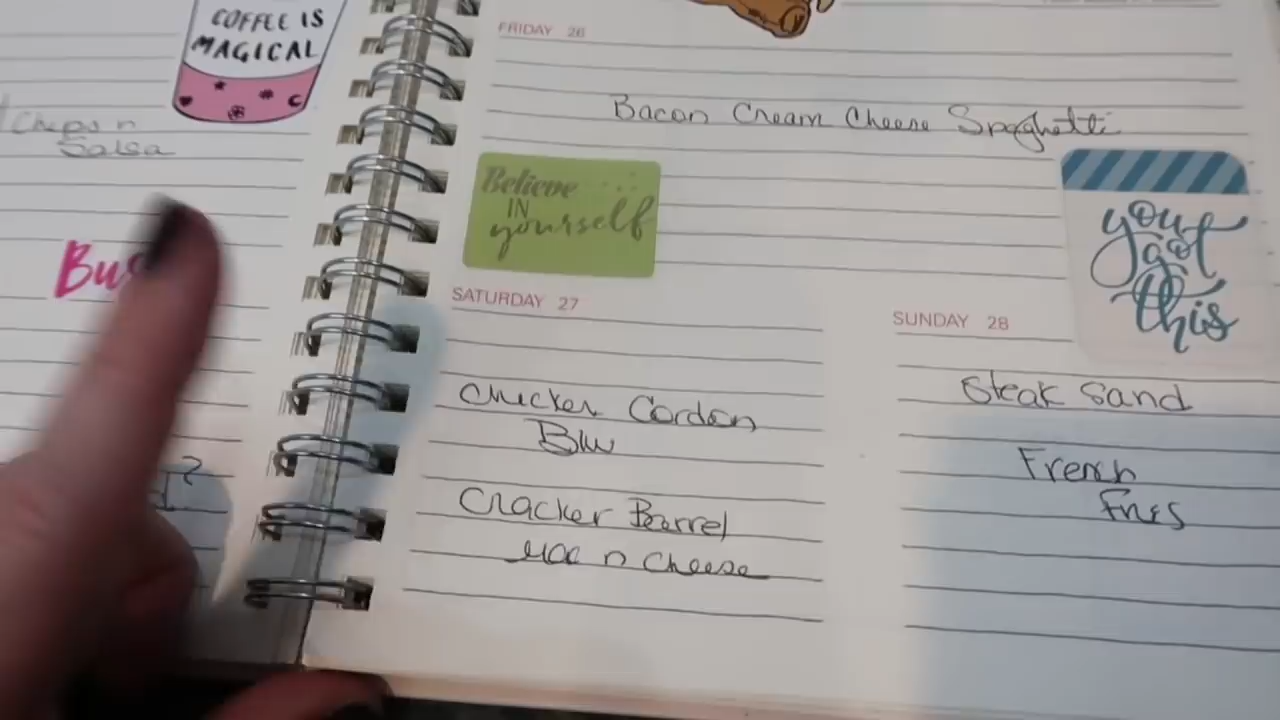 COFFEE IS
MAGICAL
Chips n
Salsa
FRIDAY 26
Bacon Cream Cheese Spaghetti
Believe
IN
yourself
you
got
this
SATURDAY 27
Chicken Cordon
Blu
Cracker Barrel
Mac n Cheese
SUNDAY 28
Steak Sand
French
Fries